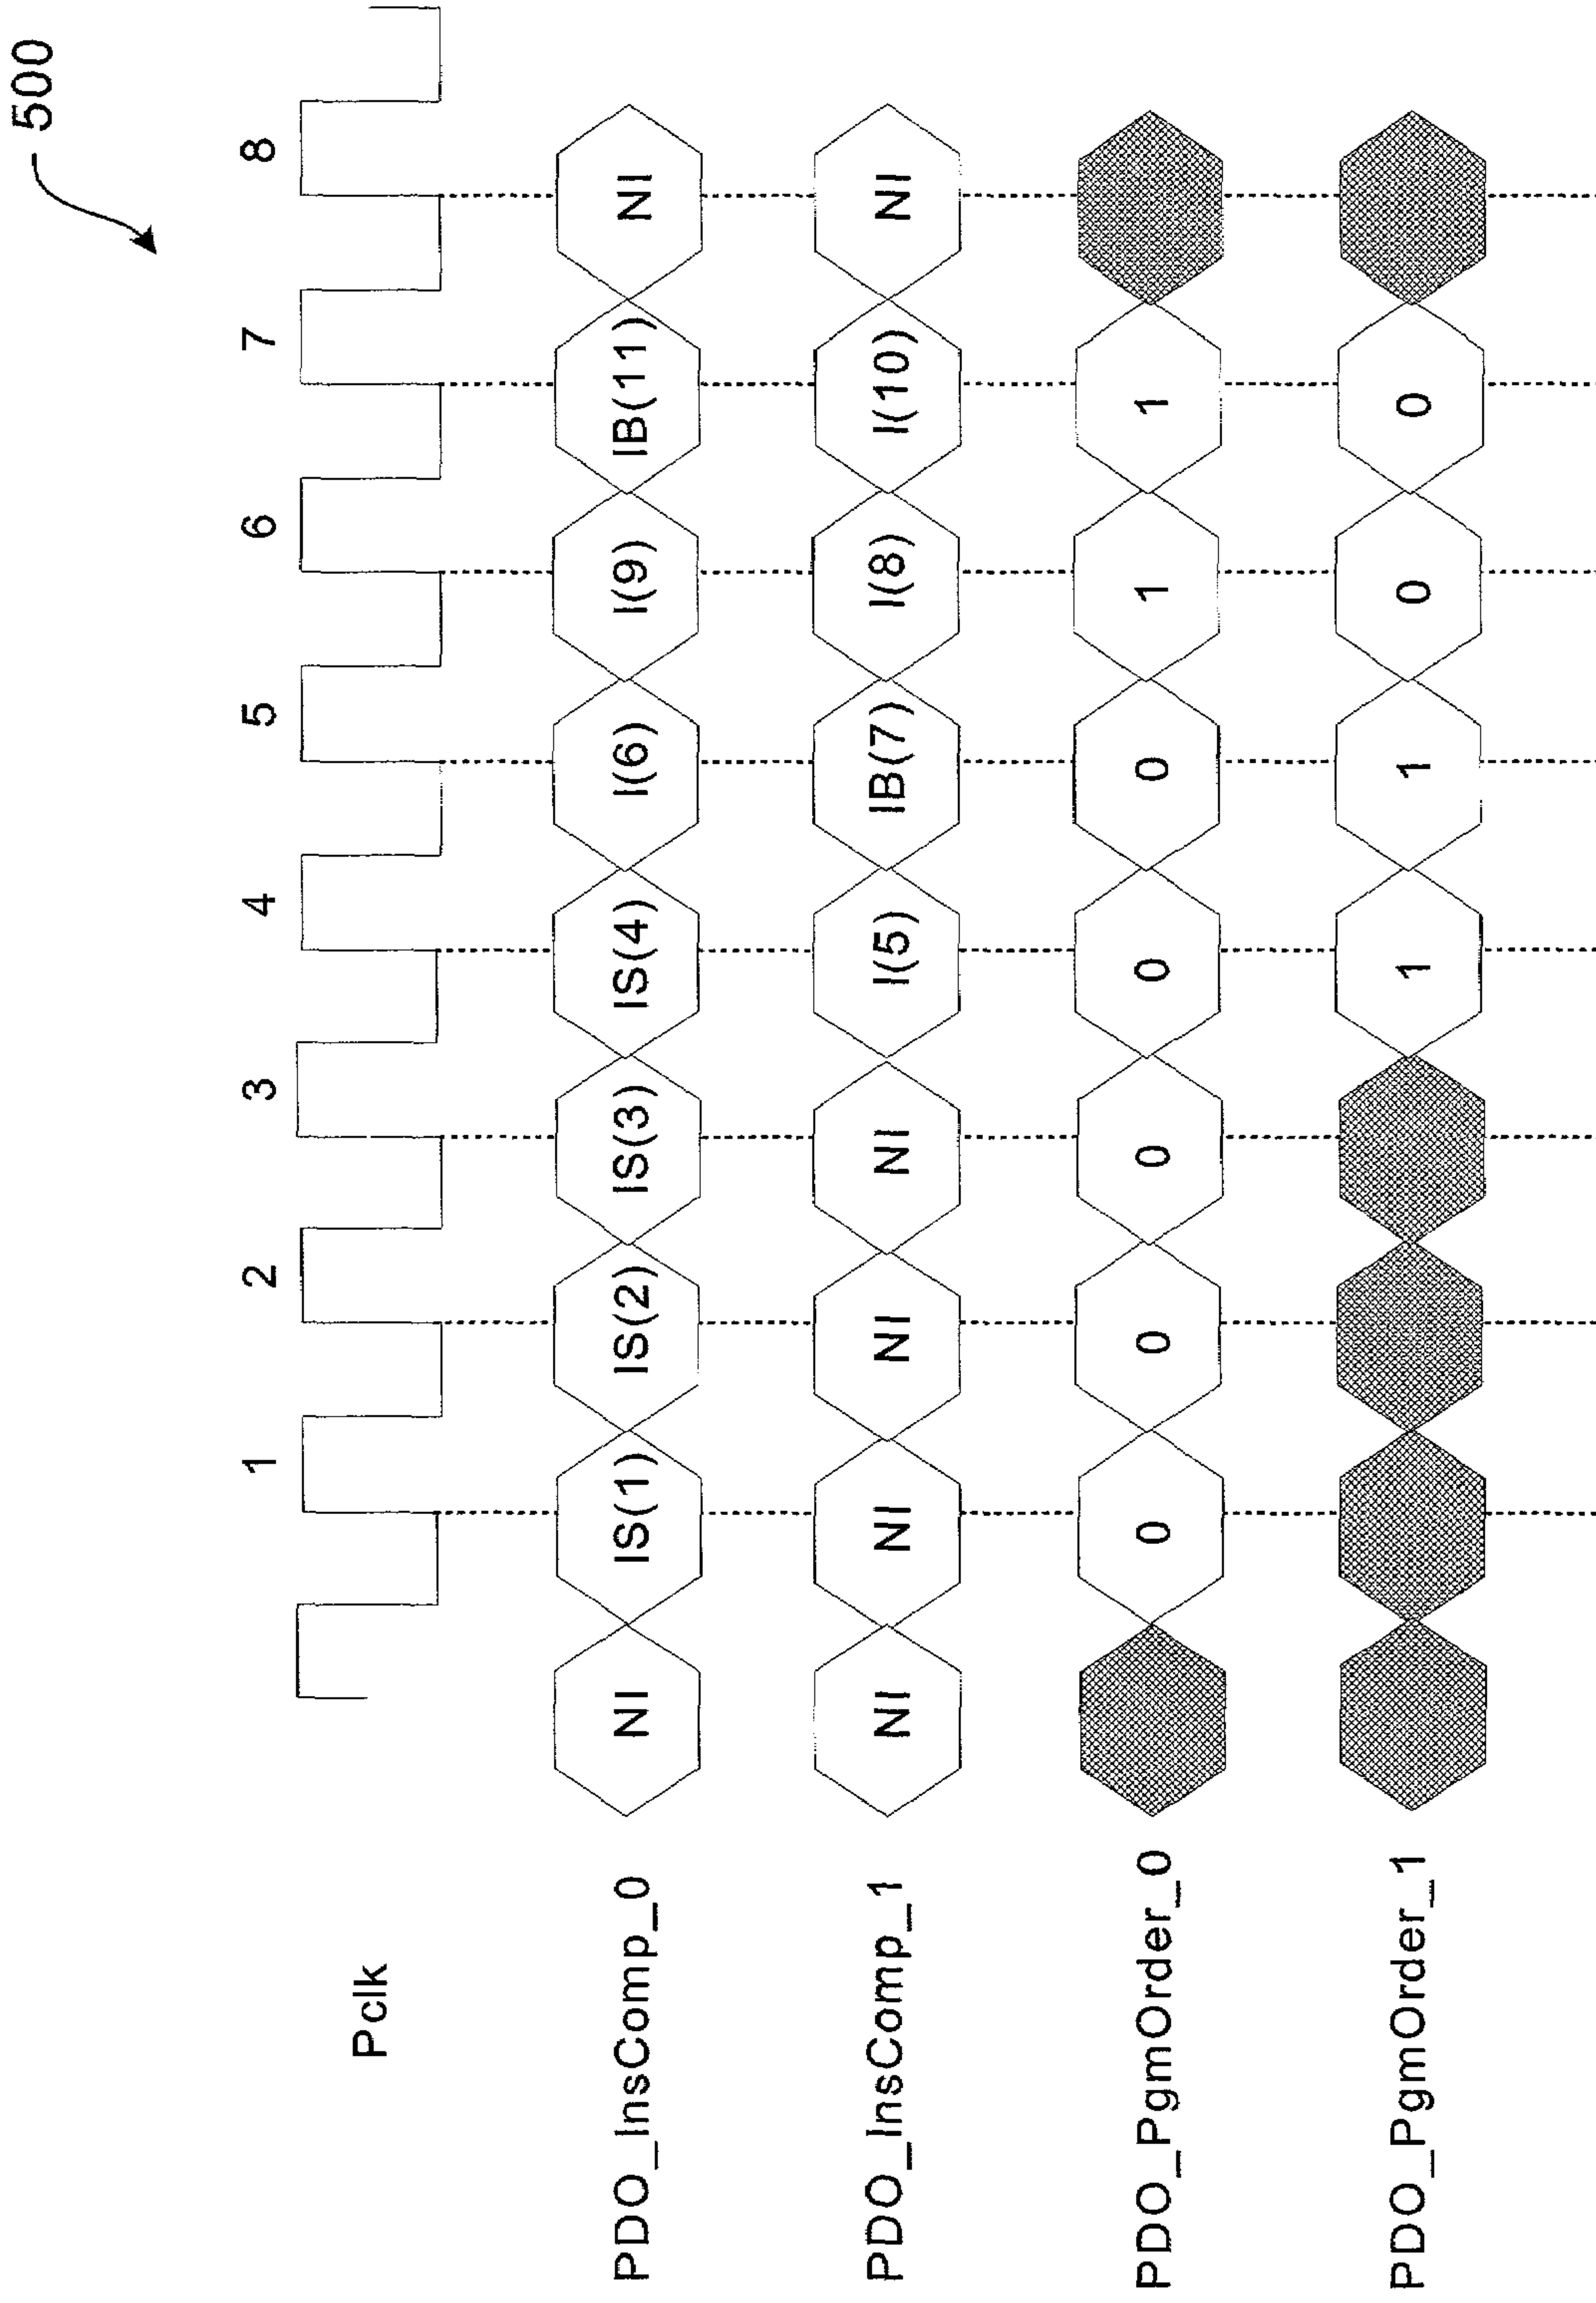 500
1 2 3 4 5 6 7 8
Pclk
PDO_InsComp_0 NI IS(1) IS(2) IS(3) IS(4) I(6) I(9) IB(11) NI
PDO_InsComp_1 NI NI NI NI I(5) IB(7) I(8) I(10) NI
PDO_PgmOrder_0 0 0 0 0 0 1 1
PDO_PgmOrder_1 1 1 0 0